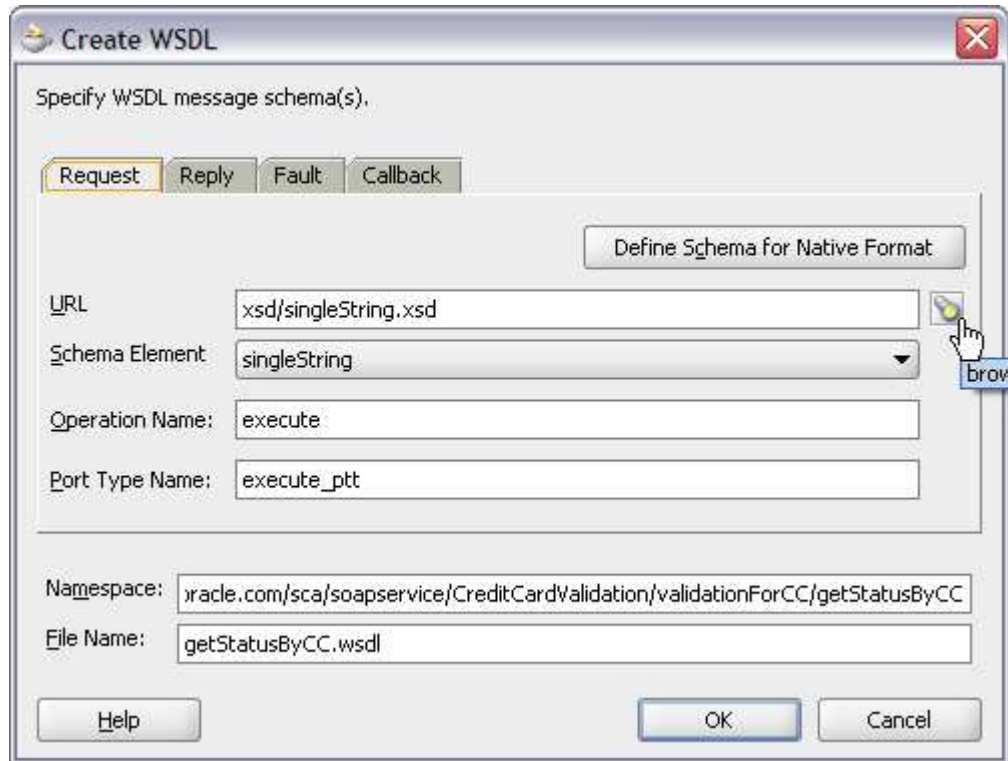 Create WSDL
Specify WSDL message schema(s).
Request Reply Fault Callback
Define Schema for Native Format
URL xsd/singleString.xsd
Schema Element singleString
brow
Operation Name: execute
Port Type Name: execute_ptt
Namespace: oracle.com/sca/soapservice/CreditCardValidation/validationForCC/getStatusByCC
File Name: getStatusByCC.wsdl
Help OK Cancel